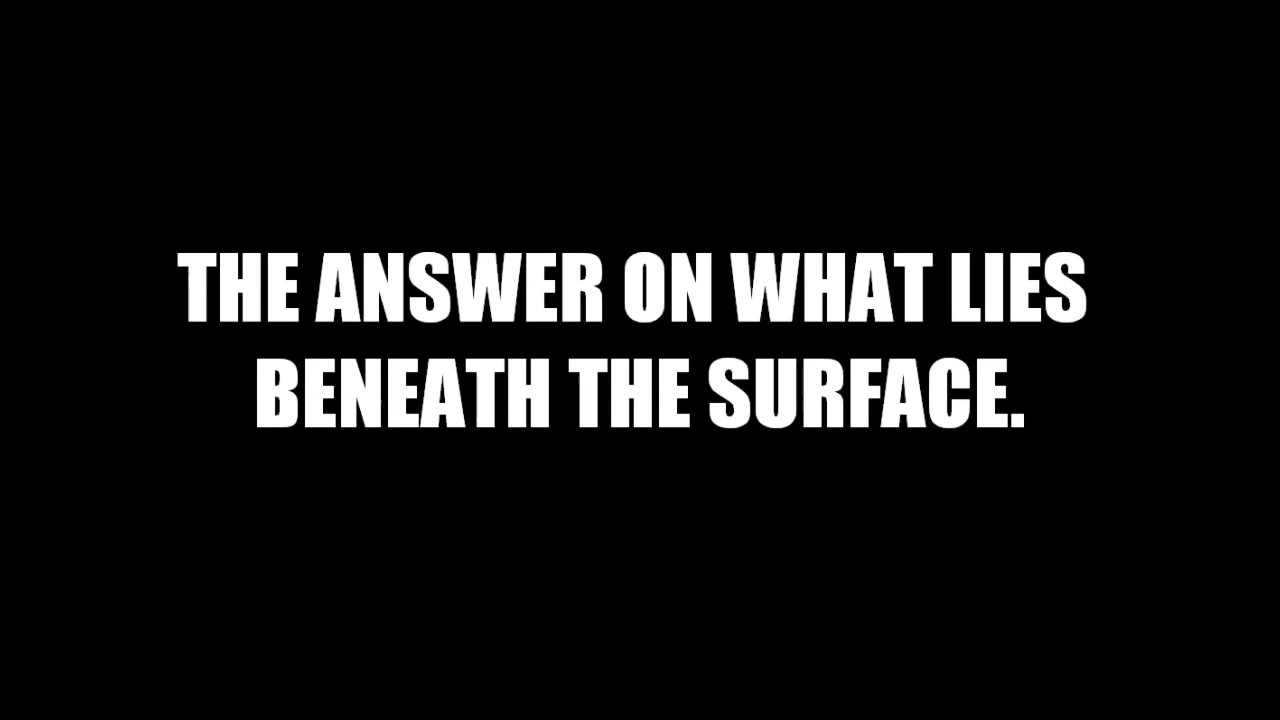 THE ANSWER ON WHAT LIES
BENEATH THE SURFACE.